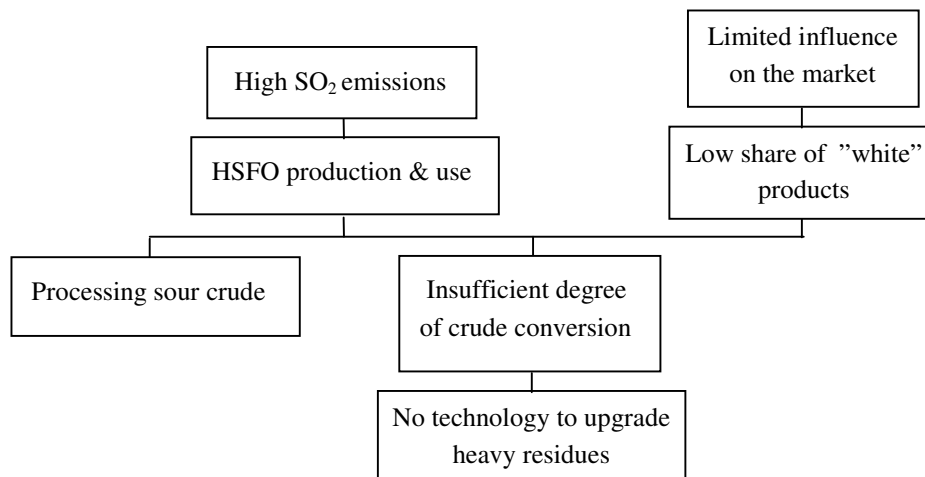 Limited influence
on the market
High SO₂ emissions
HSFO production & use
Low share of ”white”
products
Processing sour crude
Insufficient degree
of crude conversion
No technology to upgrade
heavy residues